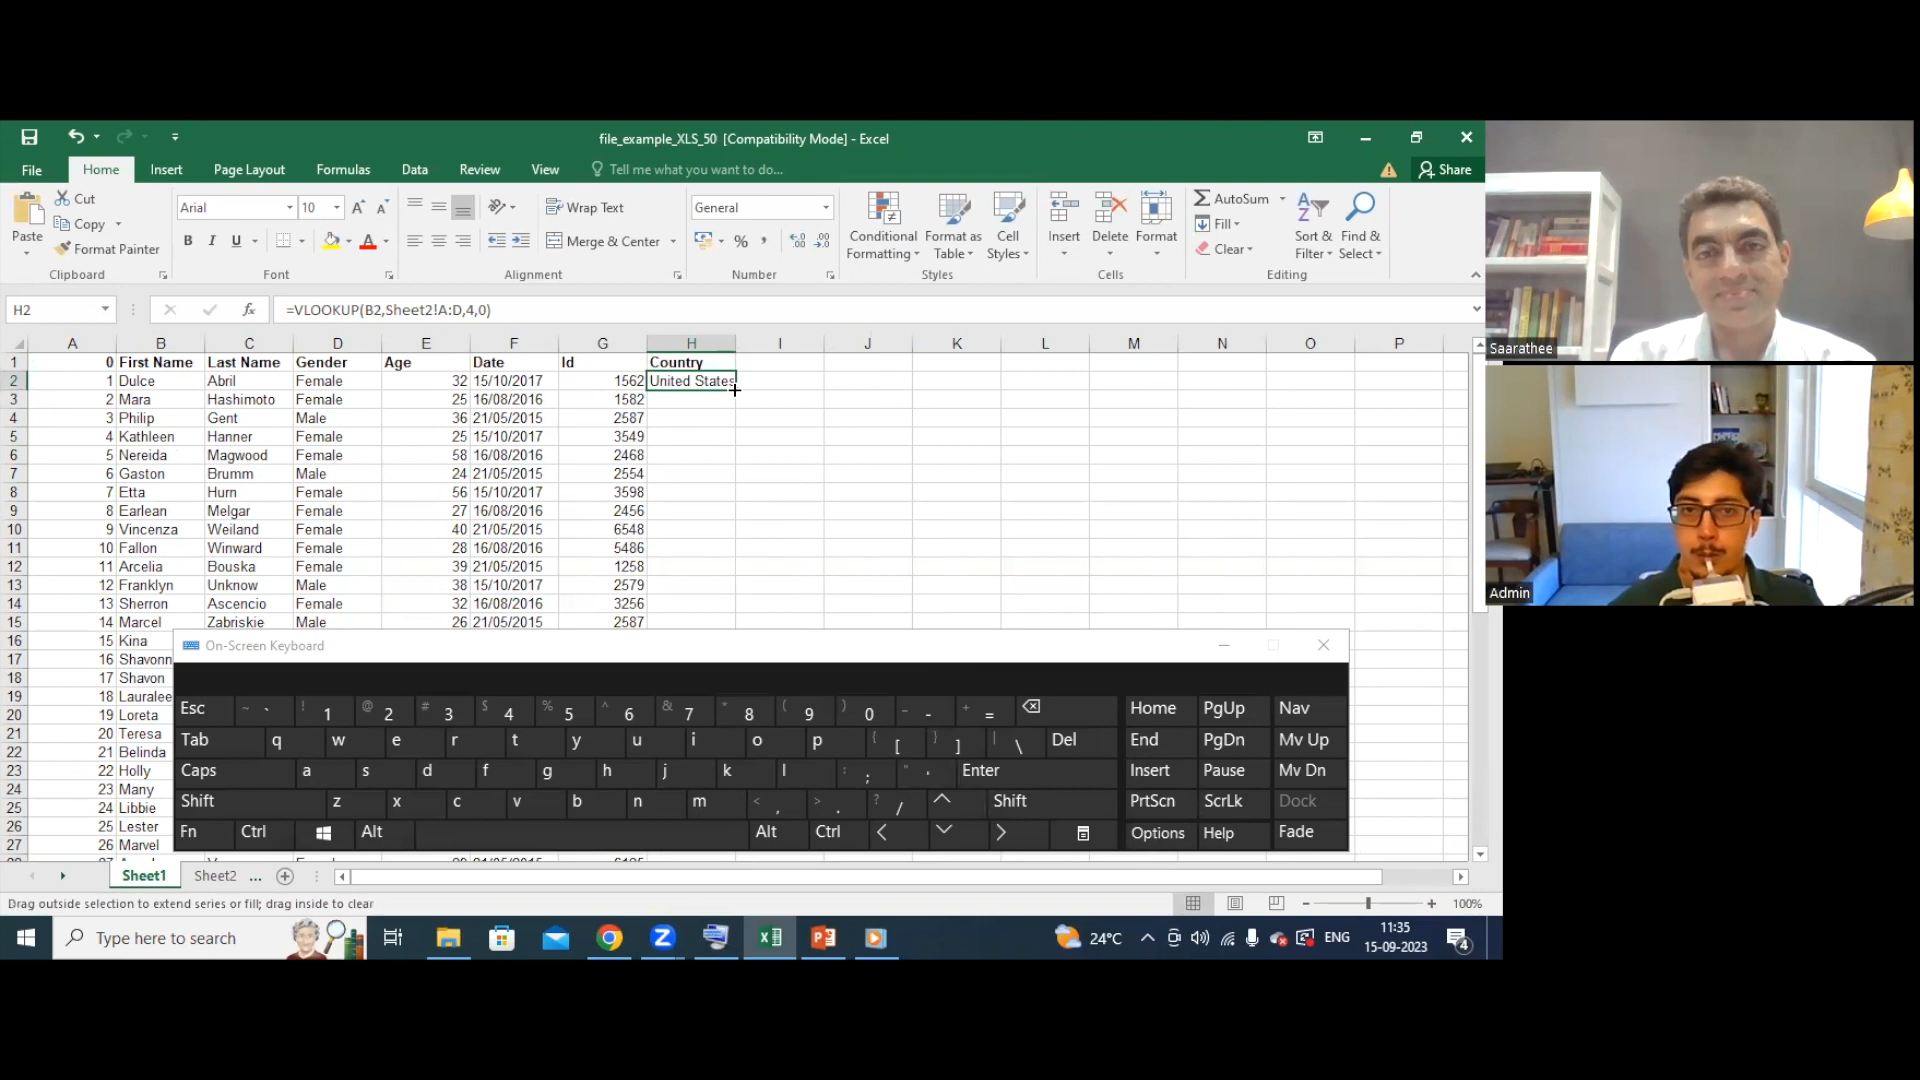 file_example_XLS_50 [Compatibility Mode] - Excel
File Home Insert Page Layout Formulas Data Review View Tell me what you want to do... Share
Paste Cut Copy Format Painter
Clipboard
Arial 10 A A
B I U A
Font
Wrap Text
Merge & Center
Alignment
General
% ,
Number
Conditional Formatting Format as Table Cell Styles
Styles
Insert Delete Format
Cells
AutoSum Fill Clear Sort & Filter Find & Select
Editing
H2 fx =VLOOKUP(B2,Sheet2!A:D,4,0)
A B C D E F G H I J K L M N O P
1 0 First Name Last Name Gender Age Date Id Country
2 1 Dulce Abril Female 32 15/10/2017 1562 United States
3 2 Mara Hashimoto Female 25 16/08/2016 1582
4 3 Philip Gent Male 36 21/05/2015 2587
5 4 Kathleen Hanner Female 25 15/10/2017 3549
6 5 Nereida Magwood Female 58 16/08/2016 2468
7 6 Gaston Brumm Male 24 21/05/2015 2554
8 7 Etta Hurn Female 56 15/10/2017 3598
9 8 Earlean Melgar Female 27 16/08/2016 2456
10 9 Vincenza Weiland Female 40 21/05/2015 6548
11 10 Fallon Winward Female 28 16/08/2016 5486
12 11 Arcelia Bouska Female 39 21/05/2015 1258
13 12 Franklyn Unknow Male 38 15/10/2017 2579
14 13 Sherron Ascencio Female 32 16/08/2016 3256
15 14 Marcel Zabriskie Male 26 21/05/2015 2587
16 15 Kina
17 16 Shavonn
18 17 Shavon
19 18 Lauralee
20 19 Loreta
21 20 Teresa
22 21 Belinda
23 22 Holly
24 23 Many
25 24 Libbie
26 25 Lester
27 26 Marvel
On-Screen Keyboard
Esc ~ ` ! 1 @ 2 # 3 $ 4 % 5 ^ 6 & 7 * 8 ( 9 ) 0 _ - + = Home PgUp Nav
Tab q w e r t y u i o p { [ } ] | \ Del End PgDn Mv Up
Caps a s d f g h j k l : ; " ' Enter Insert Pause Mv Dn
Shift z x c v b n m < , > . ? / Shift PrtScn ScrLk Dock
Fn Ctrl Alt Alt Ctrl Options Help Fade
Sheet1 Sheet2 ...
Drag outside selection to extend series or fill; drag inside to clear 100%
Type here to search 24°C ENG 11:35 15-09-2023 4
Saarathee
Admin